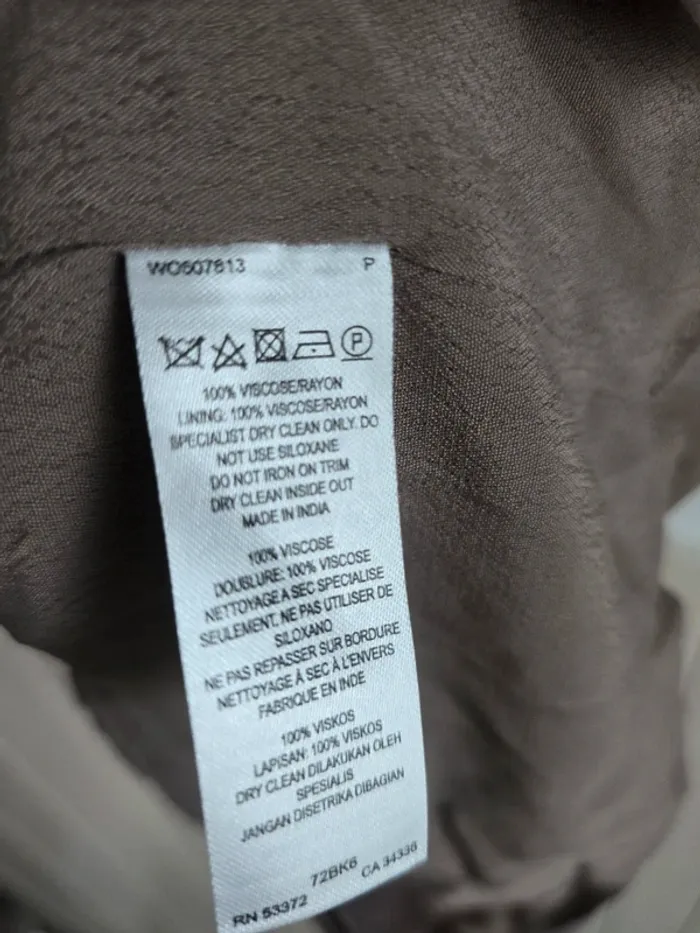 WO607813 P
P
100% VISCOSE/RAYON
LINING: 100% VISCOSE/RAYON
SPECIALIST DRY CLEAN ONLY. DO
NOT USE SILOXANE
DO NOT IRON ON TRIM
DRY CLEAN INSIDE OUT
MADE IN INDIA
100% VISCOSE
DOUBLURE: 100% VISCOSE
NETTOYAGE A SEC SPECIALISE
SEULEMENT. NE PAS UTILISER DE
SILOXANO
NE PAS REPASSER SUR BORDURE
NETTOYAGE À SEC À L'ENVERS
FABRIQUE EN INDE
100% VISKOS
LAPISAN: 100% VISKOS
DRY CLEAN DILAKUKAN OLEH
SPESIALIS
JANGAN DISETRIKA DIBAGIAN
RN 53372 72BK6 CA 34336